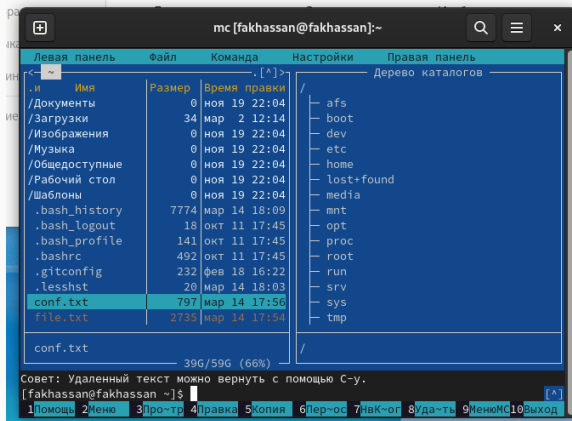 mc [fakhassan@fakhassan]:~
Левая панель Файл Команда Настройки Правая панель
<─ ~ .[^]> Дерево каталогов
.и Имя Размер Время правки /
/Документы 0 ноя 19 22:04 afs
/Загрузки 34 мар 2 12:14 boot
/Изображения 0 ноя 19 22:04 dev
/Музыка 0 ноя 19 22:04 etc
/Общедоступные 0 ноя 19 22:04 home
/Рабочий стол 0 ноя 19 22:04 lost+found
/Шаблоны 0 ноя 19 22:04 media
.bash_history 7774 мар 14 18:09 mnt
.bash_logout 18 окт 11 17:45 opt
.bash_profile 141 окт 11 17:45 proc
.bashrc 492 окт 11 17:45 root
.gitconfig 232 фев 18 16:22 run
.lesshst 20 мар 14 18:03 srv
conf.txt 797 мар 14 17:56 sys
file.txt 2735 мар 14 17:54 tmp
conf.txt /
39G/59G (66%)
Совет: Удаленный текст можно вернуть с помощью C-y.
[fakhassan@fakhassan ~]$ [^]
1Помощь 2Меню 3Про~тр 4Правка 5Копия 6Пер~ос 7НвК~ог 8Уда~ть 9МенюMC 10Выход